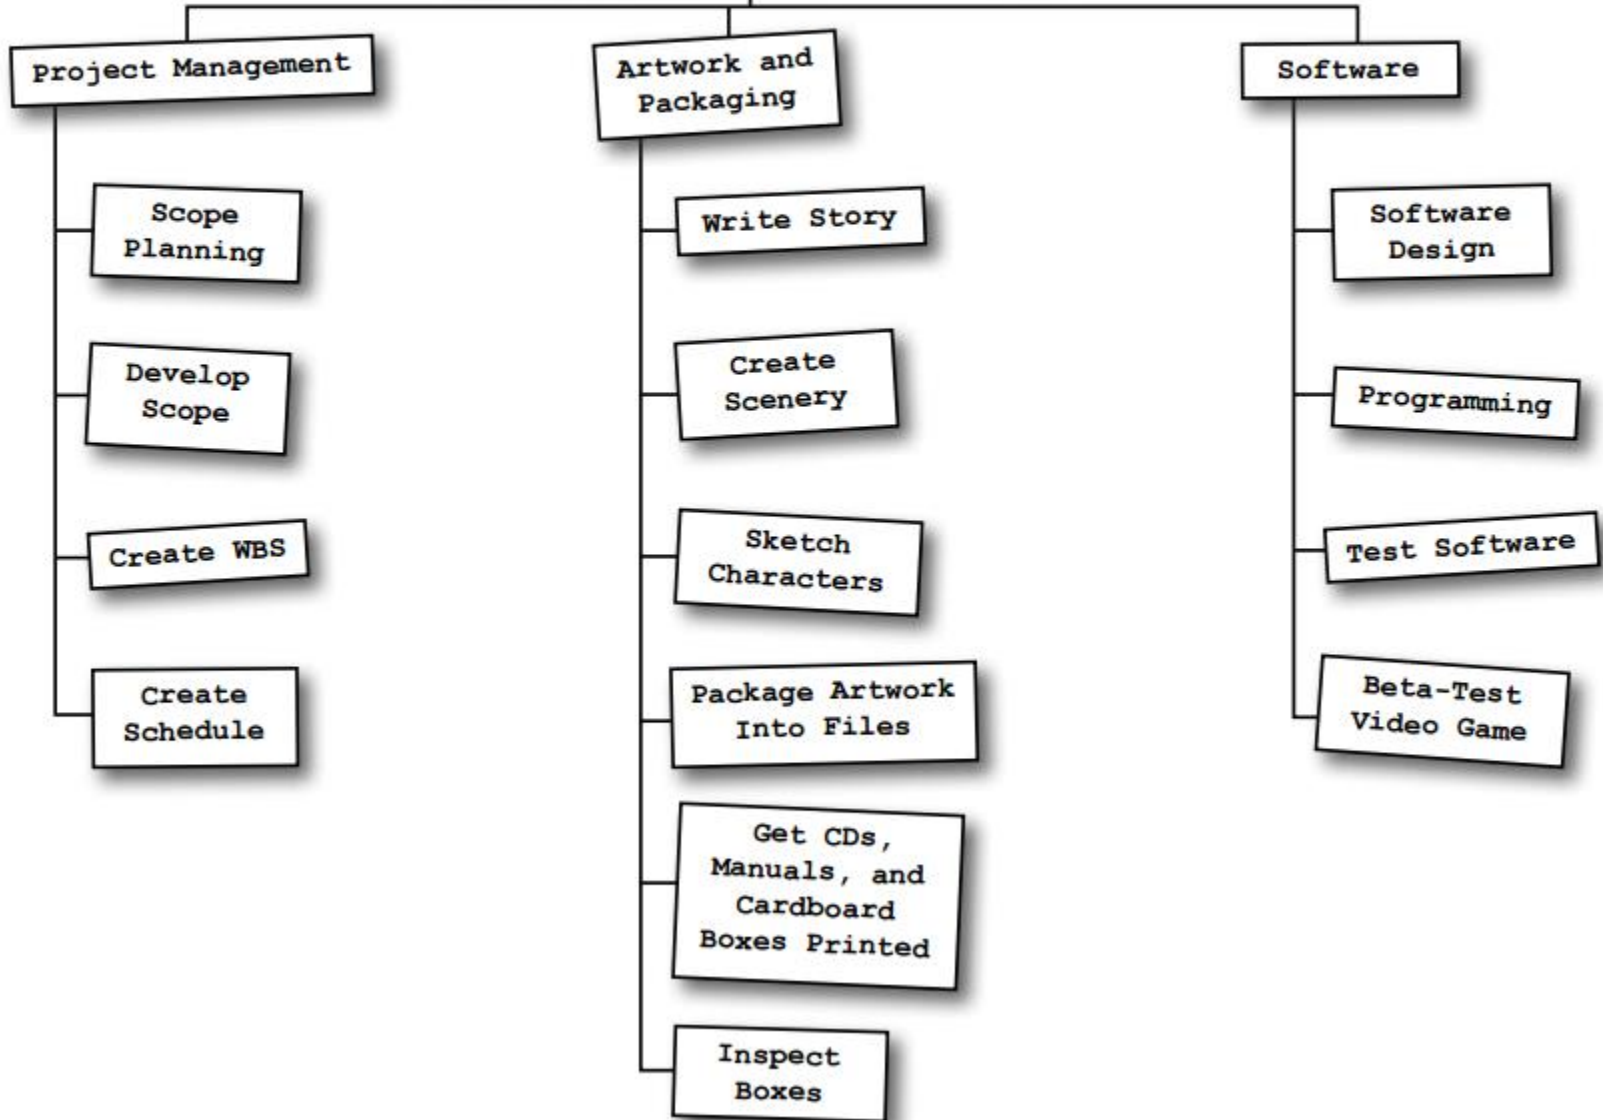 Project Management
Scope
Planning
Develop
Scope
Create WBS
Create
Schedule
Artwork and
Packaging
Write Story
Create
Scenery
Sketch
Characters
Package Artwork
Into Files
Get CDs,
Manuals, and
Cardboard
Boxes Printed
Inspect
Boxes
Software
Software
Design
Programming
Test Software
Beta-Test
Video Game